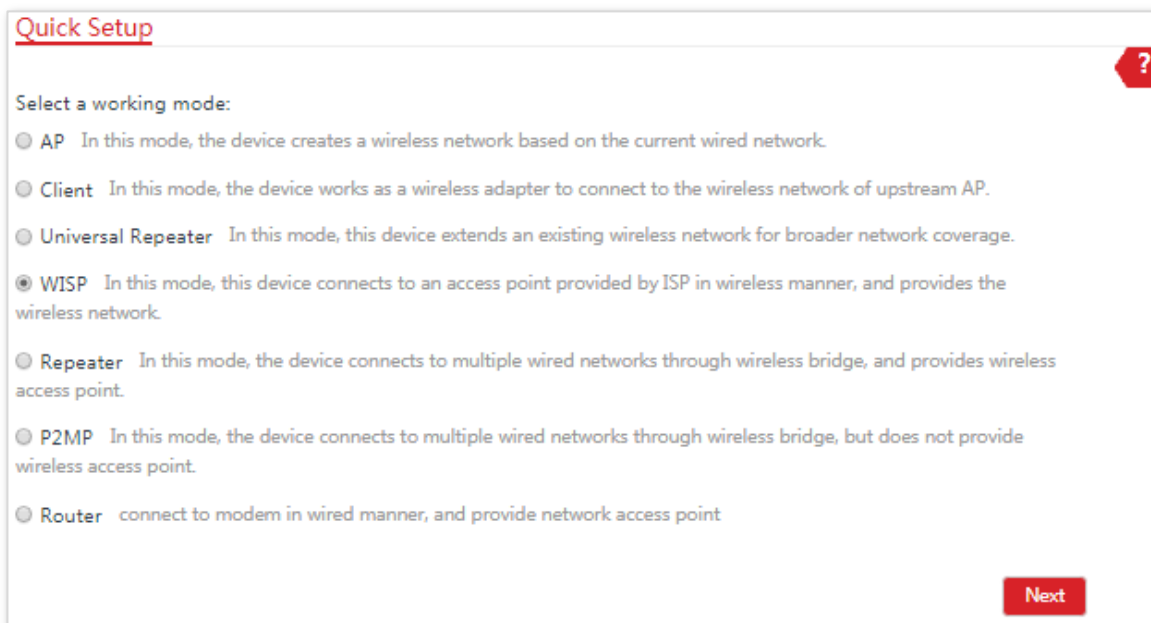 Quick Setup
?
Select a working mode:
AP In this mode, the device creates a wireless network based on the current wired network.
Client In this mode, the device works as a wireless adapter to connect to the wireless network of upstream AP.
Universal Repeater In this mode, this device extends an existing wireless network for broader network coverage.
WISP In this mode, this device connects to an access point provided by ISP in wireless manner, and provides the
wireless network.
Repeater In this mode, the device connects to multiple wired networks through wireless bridge, and provides wireless
access point.
P2MP In this mode, the device connects to multiple wired networks through wireless bridge, but does not provide
wireless access point.
Router connect to modem in wired manner, and provide network access point
Next